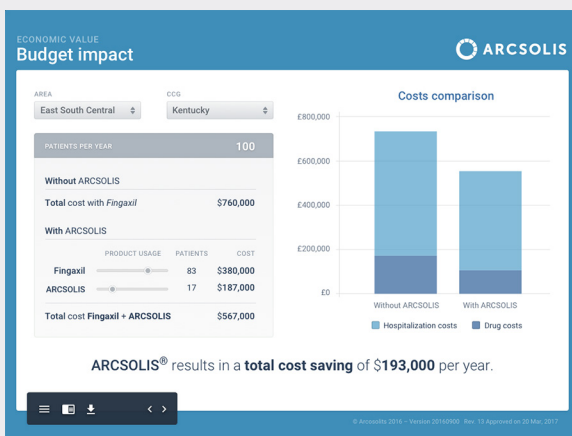 ECONOMIC VALUE
Budget impact
ARCSOLIS
AREA
CCG
East South Central
Kentucky
PATIENTS PER YEAR 100
Without ARCSOLIS
Total cost with Fingaxil $760,000
With ARCSOLIS
PRODUCT USAGE PATIENTS COST
Fingaxil 83 $380,000
ARCSOLIS 17 $187,000
Total cost Fingaxil + ARCSOLIS $567,000
Costs comparison
£800,000
£600,000
£400,000
£200,000
£0
Without ARCSOLIS With ARCSOLIS
Hospitalization costs Drug costs
ARCSOLIS® results in a total cost saving of $193,000 per year.
© Arcosolis 2016 – Version 20160900 Rev. 13 Approved on 20 Mar, 2017